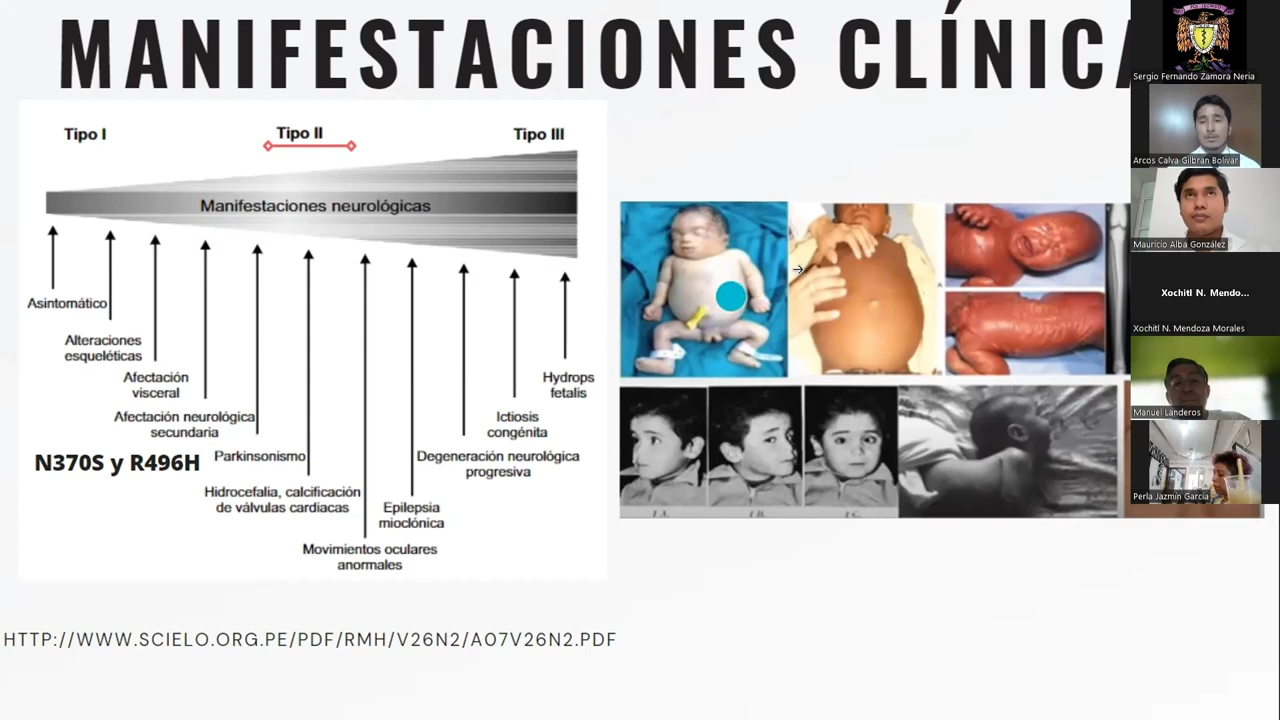 MANIFESTACIONES CLÍNICA
Tipo I
Tipo II
Tipo III
Manifestaciones neurológicas
Asintomático
Alteraciones
esqueléticas
Afectación
visceral
Afectación neurológica
secundaria
N370S y R496H
Parkinsonismo
Hidrocefalia, calcificación
de válvulas cardiacas
Movimientos oculares
anormales
Epilepsia
mioclónica
Degeneración neurológica
progresiva
Ictiosis
congénita
Hydrops
fetalis
HTTP://WWW.SCIELO.ORG.PE/PDF/RMH/V26N2/A07V26N2.PDF
Sergio Fernando Zamora Neria
Arcos Calva Gilbran Bolivar
Mauricio Alba González
Xochitl N. Mendo...
Xochitl N. Mendoza Morales
Manuel Landeros
Perla Jazmín García